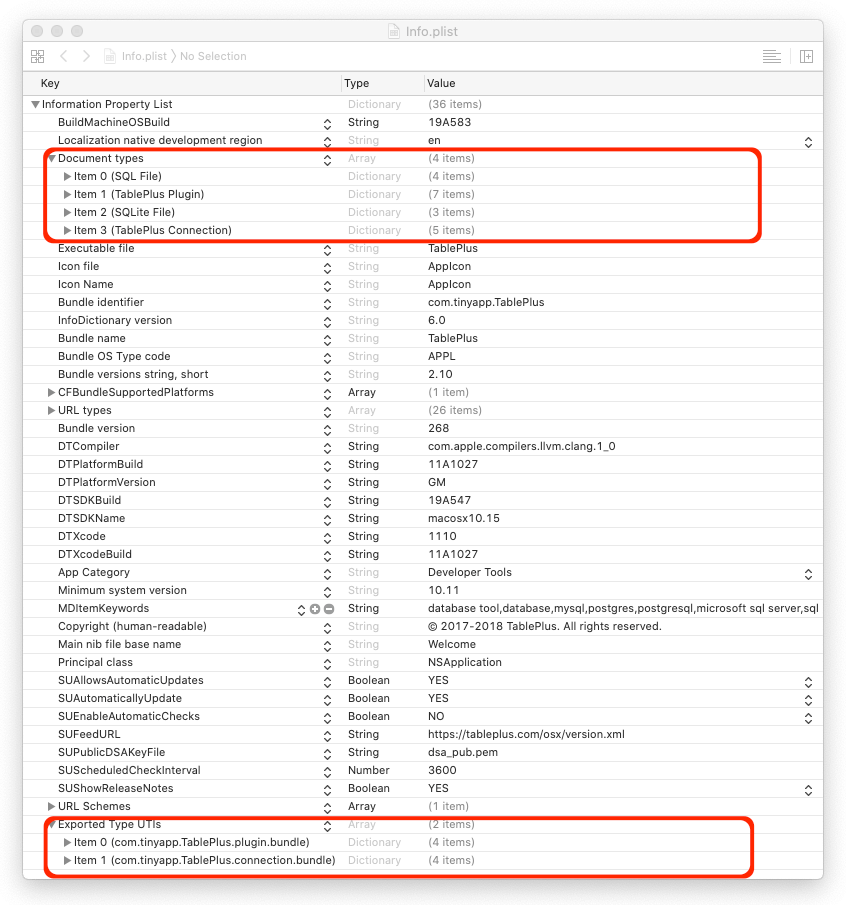 Info.plist
Info.plist No Selection
Key Type Value
Information Property List Dictionary (36 items)
BuildMachineOSBuild String 19A583
Localization native development region String en
Document types Array (4 items)
Item 0 (SQL File) Dictionary (4 items)
Item 1 (TablePlus Plugin) Dictionary (7 items)
Item 2 (SQLite File) Dictionary (3 items)
Item 3 (TablePlus Connection) Dictionary (5 items)
Executable file String TablePlus
Icon file String AppIcon
Icon Name String AppIcon
Bundle identifier String com.tinyapp.TablePlus
InfoDictionary version String 6.0
Bundle name String TablePlus
Bundle OS Type code String APPL
Bundle versions string, short String 2.10
CFBundleSupportedPlatforms Array (1 item)
URL types Array (26 items)
Bundle version String 268
DTCompiler String com.apple.compilers.llvm.clang.1_0
DTPlatformBuild String 11A1027
DTPlatformVersion String GM
DTSDKBuild String 19A547
DTSDKName String macosx10.15
DTXcode String 1110
DTXcodeBuild String 11A1027
App Category String Developer Tools
Minimum system version String 10.11
MDItemKeywords String database tool,database,mysql,postgres,postgresql,microsoft sql server,sql
Copyright (human-readable) String © 2017-2018 TablePlus. All rights reserved.
Main nib file base name String Welcome
Principal class String NSApplication
SUAllowsAutomaticUpdates Boolean YES
SUAutomaticallyUpdate Boolean YES
SUEnableAutomaticChecks Boolean NO
SUFeedURL String https://tableplus.com/osx/version.xml
SUPublicDSAKeyFile String dsa_pub.pem
SUScheduledCheckInterval Number 3600
SUShowReleaseNotes Boolean YES
URL Schemes Array (1 item)
Exported Type UTIs Array (2 items)
Item 0 (com.tinyapp.TablePlus.plugin.bundle) Dictionary (4 items)
Item 1 (com.tinyapp.TablePlus.connection.bundle) Dictionary (4 items)